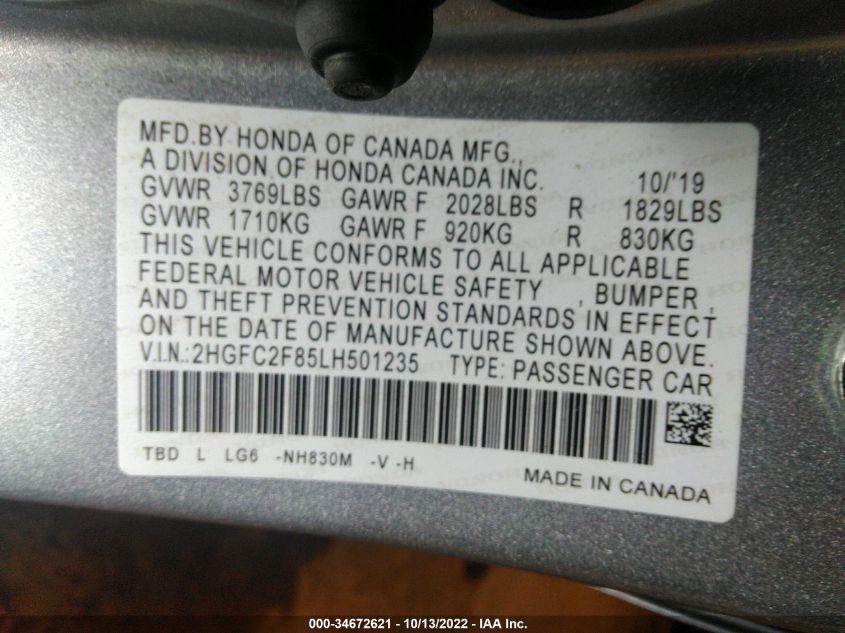 MFD.BY HONDA OF CANADA MFG.,
A DIVISION OF HONDA CANADA INC. 10/'19
GVWR 3769LBS GAWR F 2028LBS R 1829LBS
GVWR 1710KG GAWR F 920KG R 830KG
THIS VEHICLE CONFORMS TO ALL APPLICABLE
FEDERAL MOTOR VEHICLE SAFETY , BUMPER ,
AND THEFT PREVENTION STANDARDS IN EFFECT
ON THE DATE OF MANUFACTURE SHOWN ABOVE.
V.I.N.:2HGFC2F85LH501235 TYPE: PASSENGER CAR
TBD L LG6 -NH830M -V -H
MADE IN CANADA
000-34672621 - 10/13/2022 - IAA Inc.